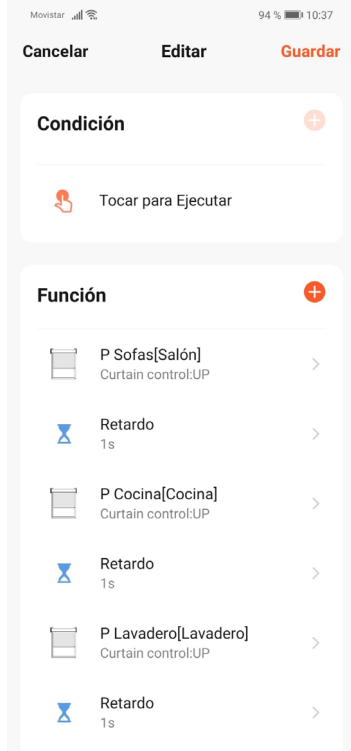 Movistar 94 % 10:37
Cancelar Editar Guardar
Condición
Tocar para Ejecutar
Función
P Sofas[Salón]
Curtain control:UP
Retardo
1s
P Cocina[Cocina]
Curtain control:UP
Retardo
1s
P Lavadero[Lavadero]
Curtain control:UP
Retardo
1s